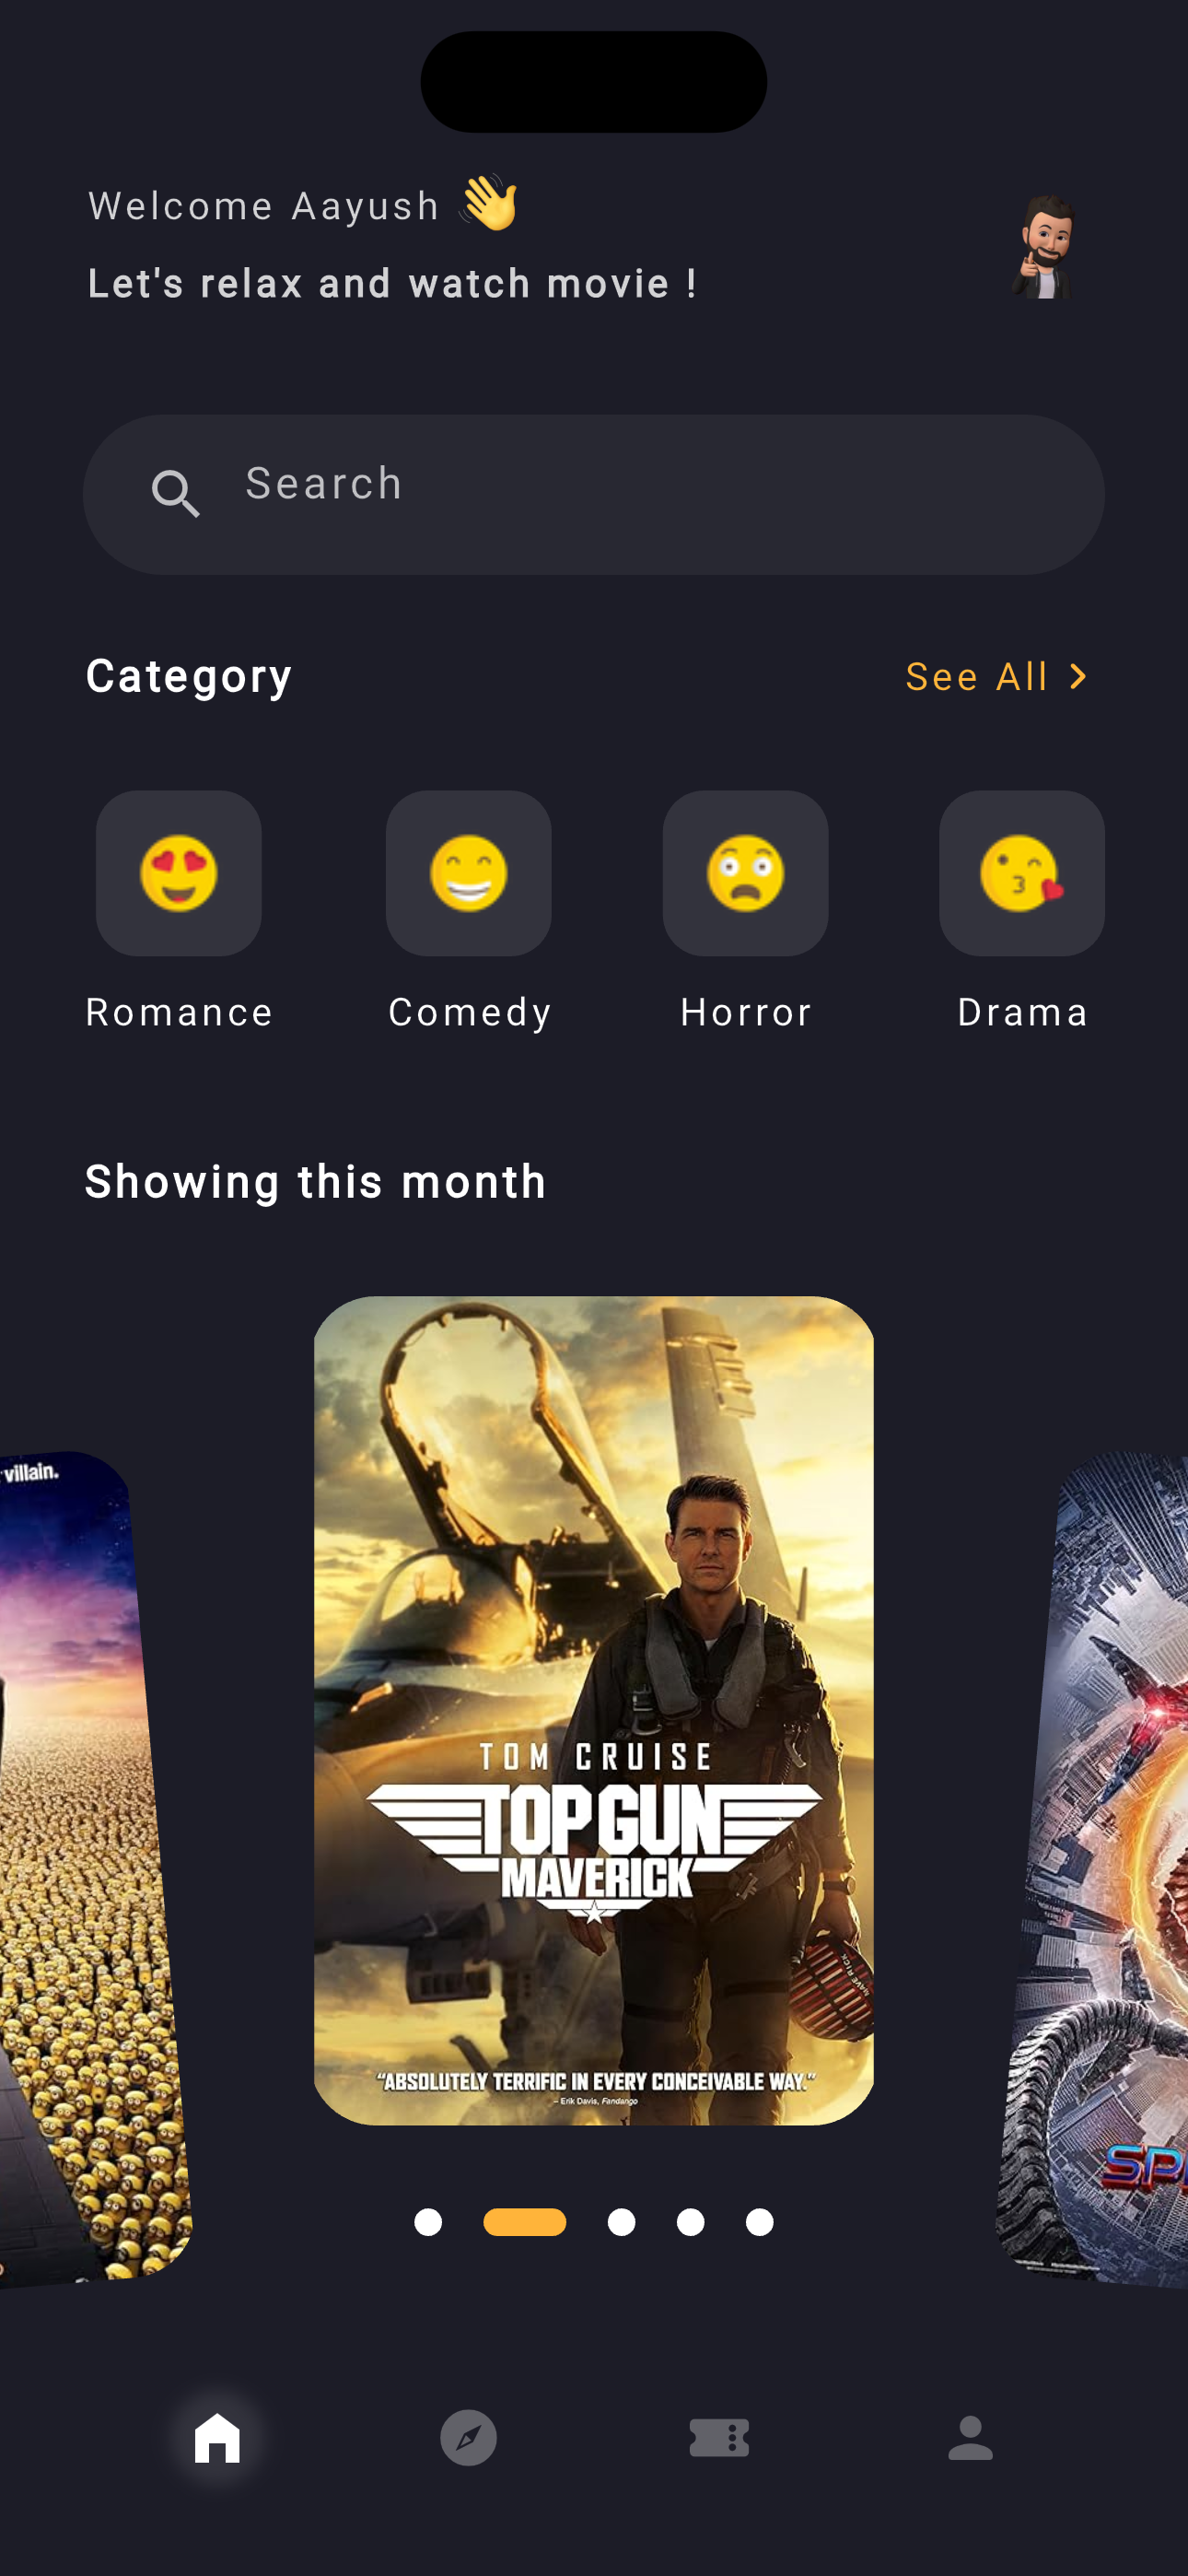 Welcome Aayush 👋
Let's relax and watch movie !
Search
Category
See All >
Romance
Comedy
Horror
Drama
Showing this month
villain.
TOM CRUISE
TOP GUN
MAVERICK
MAVERICK
“ABSOLUTELY TERRIFIC IN EVERY CONCEIVABLE WAY.”
– Erik Davis, Fandango
SP